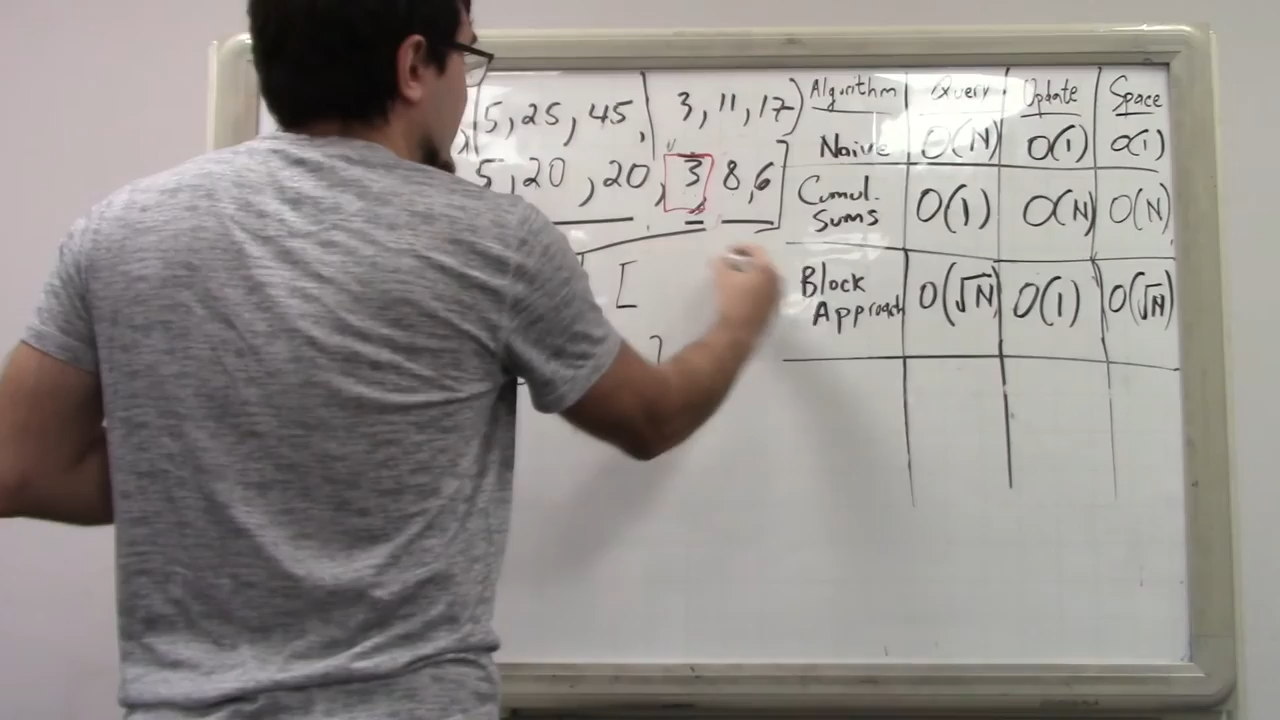 5, 25, 45, 3, 11, 17)
5, 20, 20, 3 8, 6]
[
]
Algorithm Query Update Space
Naive O(N) O(1) O(1)
Cumul. Sums O(1) O(N) O(N)
Block Approach O(√N) O(1) O(√N)